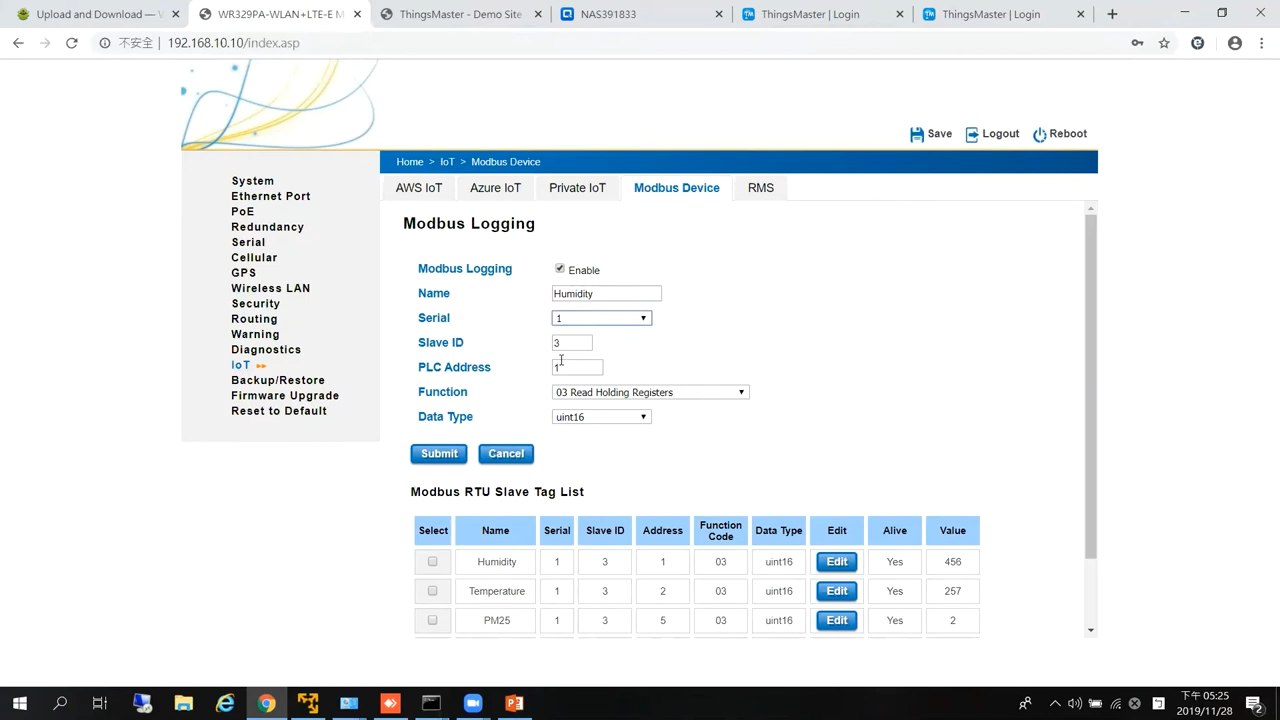 Upload and Download — W
WR329PA-WLAN+LTE-E M
ThingsMaster - Demo Site
NAS391833
ThingsMaster | Login
ThingsMaster | Login
不安全 | 192.168.10.10/index.asp
Save Logout Reboot
Home > IoT > Modbus Device
AWS IoT Azure IoT Private IoT Modbus Device RMS
System
Ethernet Port
PoE
Redundancy
Serial
Cellular
GPS
Wireless LAN
Security
Routing
Warning
Diagnostics
IoT
Backup/Restore
Firmware Upgrade
Reset to Default
Modbus Logging
Modbus Logging Enable
Name Humidity
Serial 1
Slave ID 3
PLC Address 1
Function 03 Read Holding Registers
Data Type uint16
Submit Cancel
Modbus RTU Slave Tag List
Select Name Serial Slave ID Address Function Code Data Type Edit Alive Value
Humidity 1 3 1 03 uint16 Edit Yes 456
Temperature 1 3 2 03 uint16 Edit Yes 257
PM25 1 3 5 03 uint16 Edit Yes 2
下午 05:25
2019/11/28
2